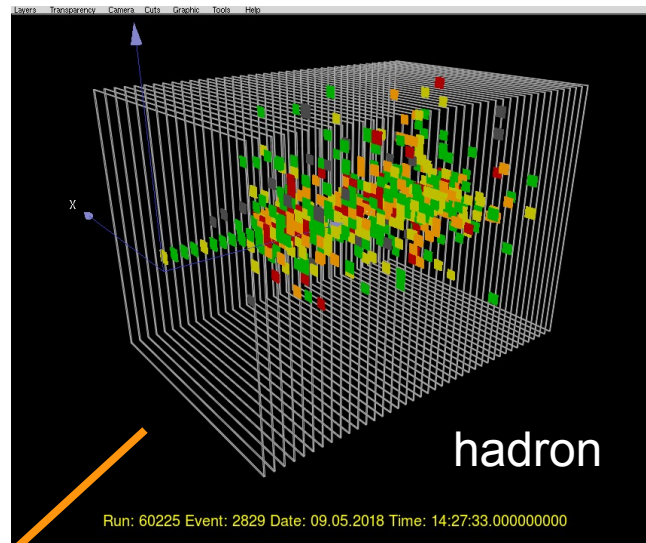 Layers Transparency Camera Cuts Graphic Tools Help
X
hadron
Run: 60225 Event: 2829 Date: 09.05.2018 Time: 14:27:33.000000000